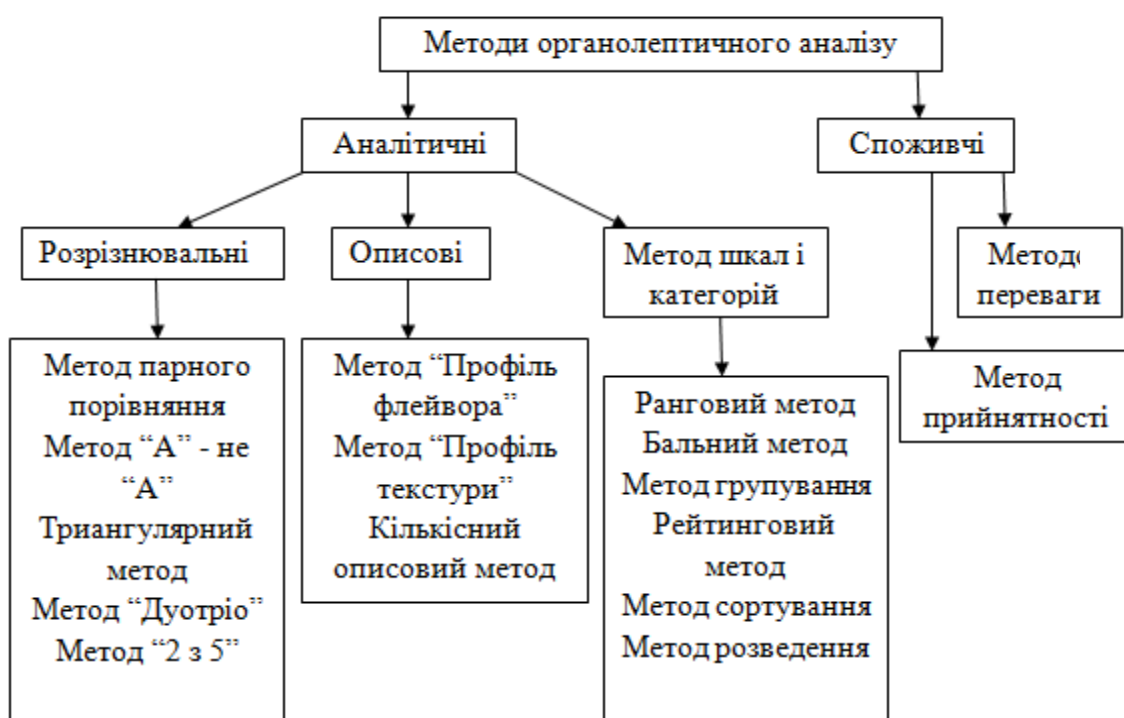 Методи органолептичного аналізу
Аналітичні
Споживчі
Розрізнювальні
Описові
Метод шкал і
категорій
Метод
переваги
Метод парного
порівняння
Метод “А” - не
“А”
Триангулярний
метод
Метод “Дуотріо”
Метод “2 з 5”
Метод “Профіль
флейвора”
Метод “Профіль
текстури”
Кількісний
описовий метод
Ранговий метод
Бальний метод
Метод групування
Рейтинговий
метод
Метод сортування
Метод розведення
Метод
прийнятності